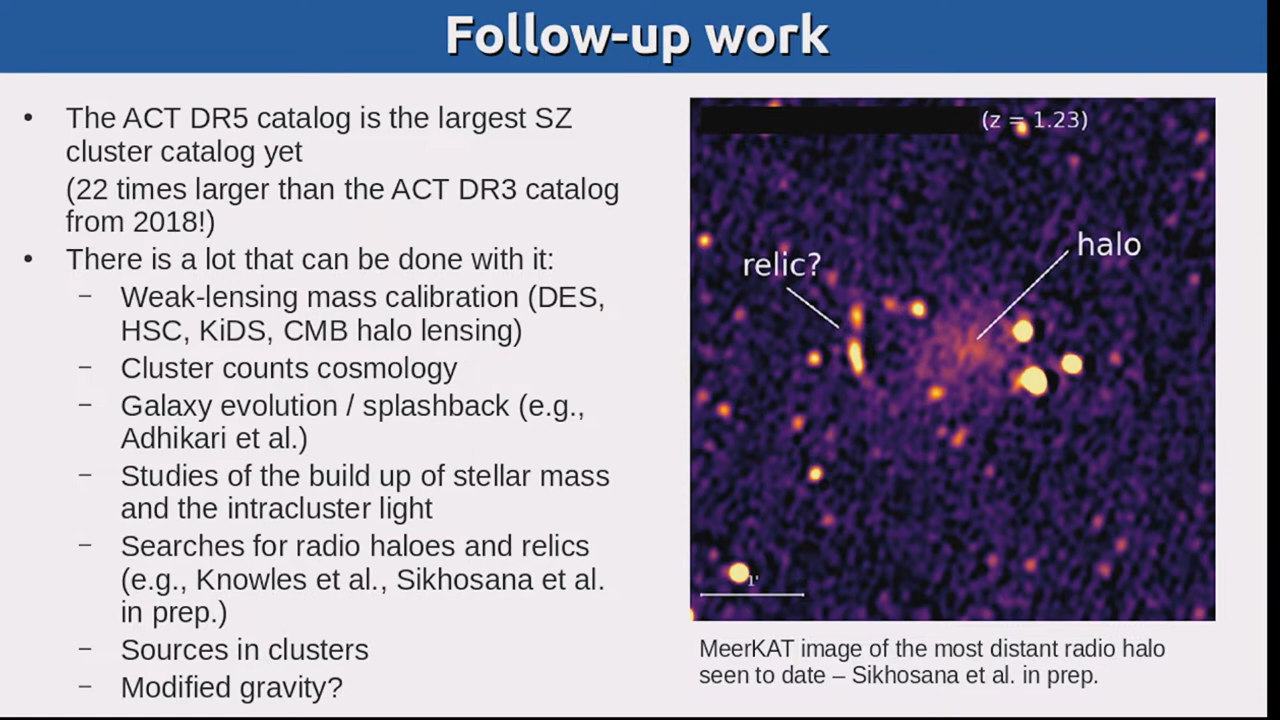 Follow-up work
• The ACT DR5 catalog is the largest SZ
cluster catalog yet
(22 times larger than the ACT DR3 catalog
from 2018!)
• There is a lot that can be done with it:
– Weak-lensing mass calibration (DES,
HSC, KiDS, CMB halo lensing)
– Cluster counts cosmology
– Galaxy evolution / splashback (e.g.,
Adhikari et al.)
– Studies of the build up of stellar mass
and the intracluster light
– Searches for radio haloes and relics
(e.g., Knowles et al., Sikhosana et al.
in prep.)
– Sources in clusters
– Modified gravity?
(z = 1.23)
halo
relic?
1'
MeerKAT image of the most distant radio halo
seen to date – Sikhosana et al. in prep.